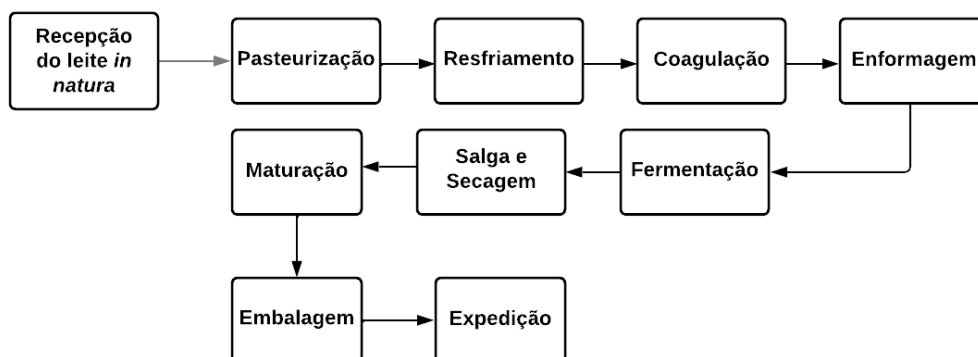 Recepção
do leite in
natura
Pasteurização
Resfriamento
Coagulação
Enformagem
Fermentação
Salga e
Secagem
Maturação
Embalagem
Expedição